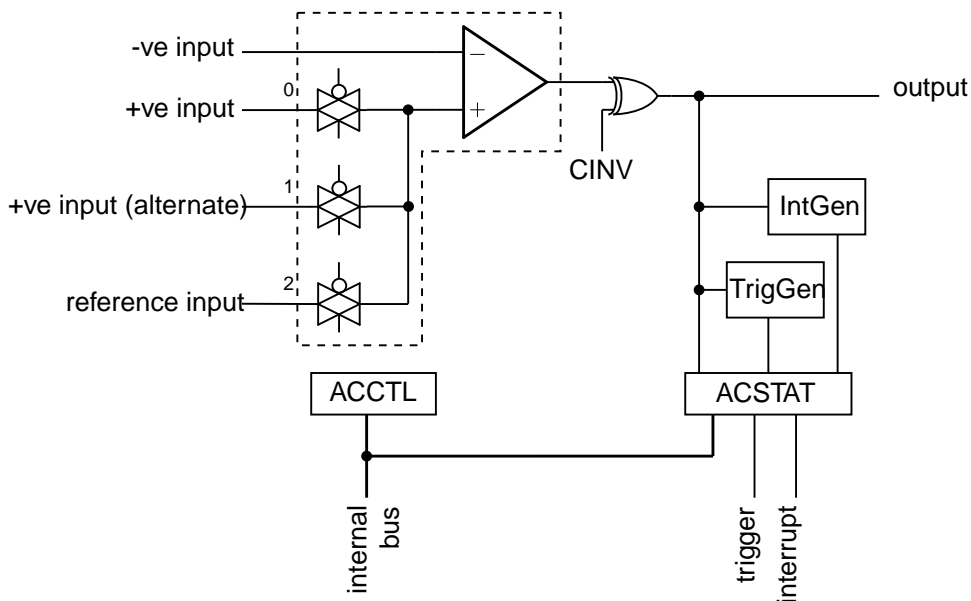 -ve input
−
0
+ve input
+
output
CINV
1
+ve input (alternate)
IntGen
2
reference input
TrigGen
ACCTL
ACSTAT
internal
bus
trigger
interrupt